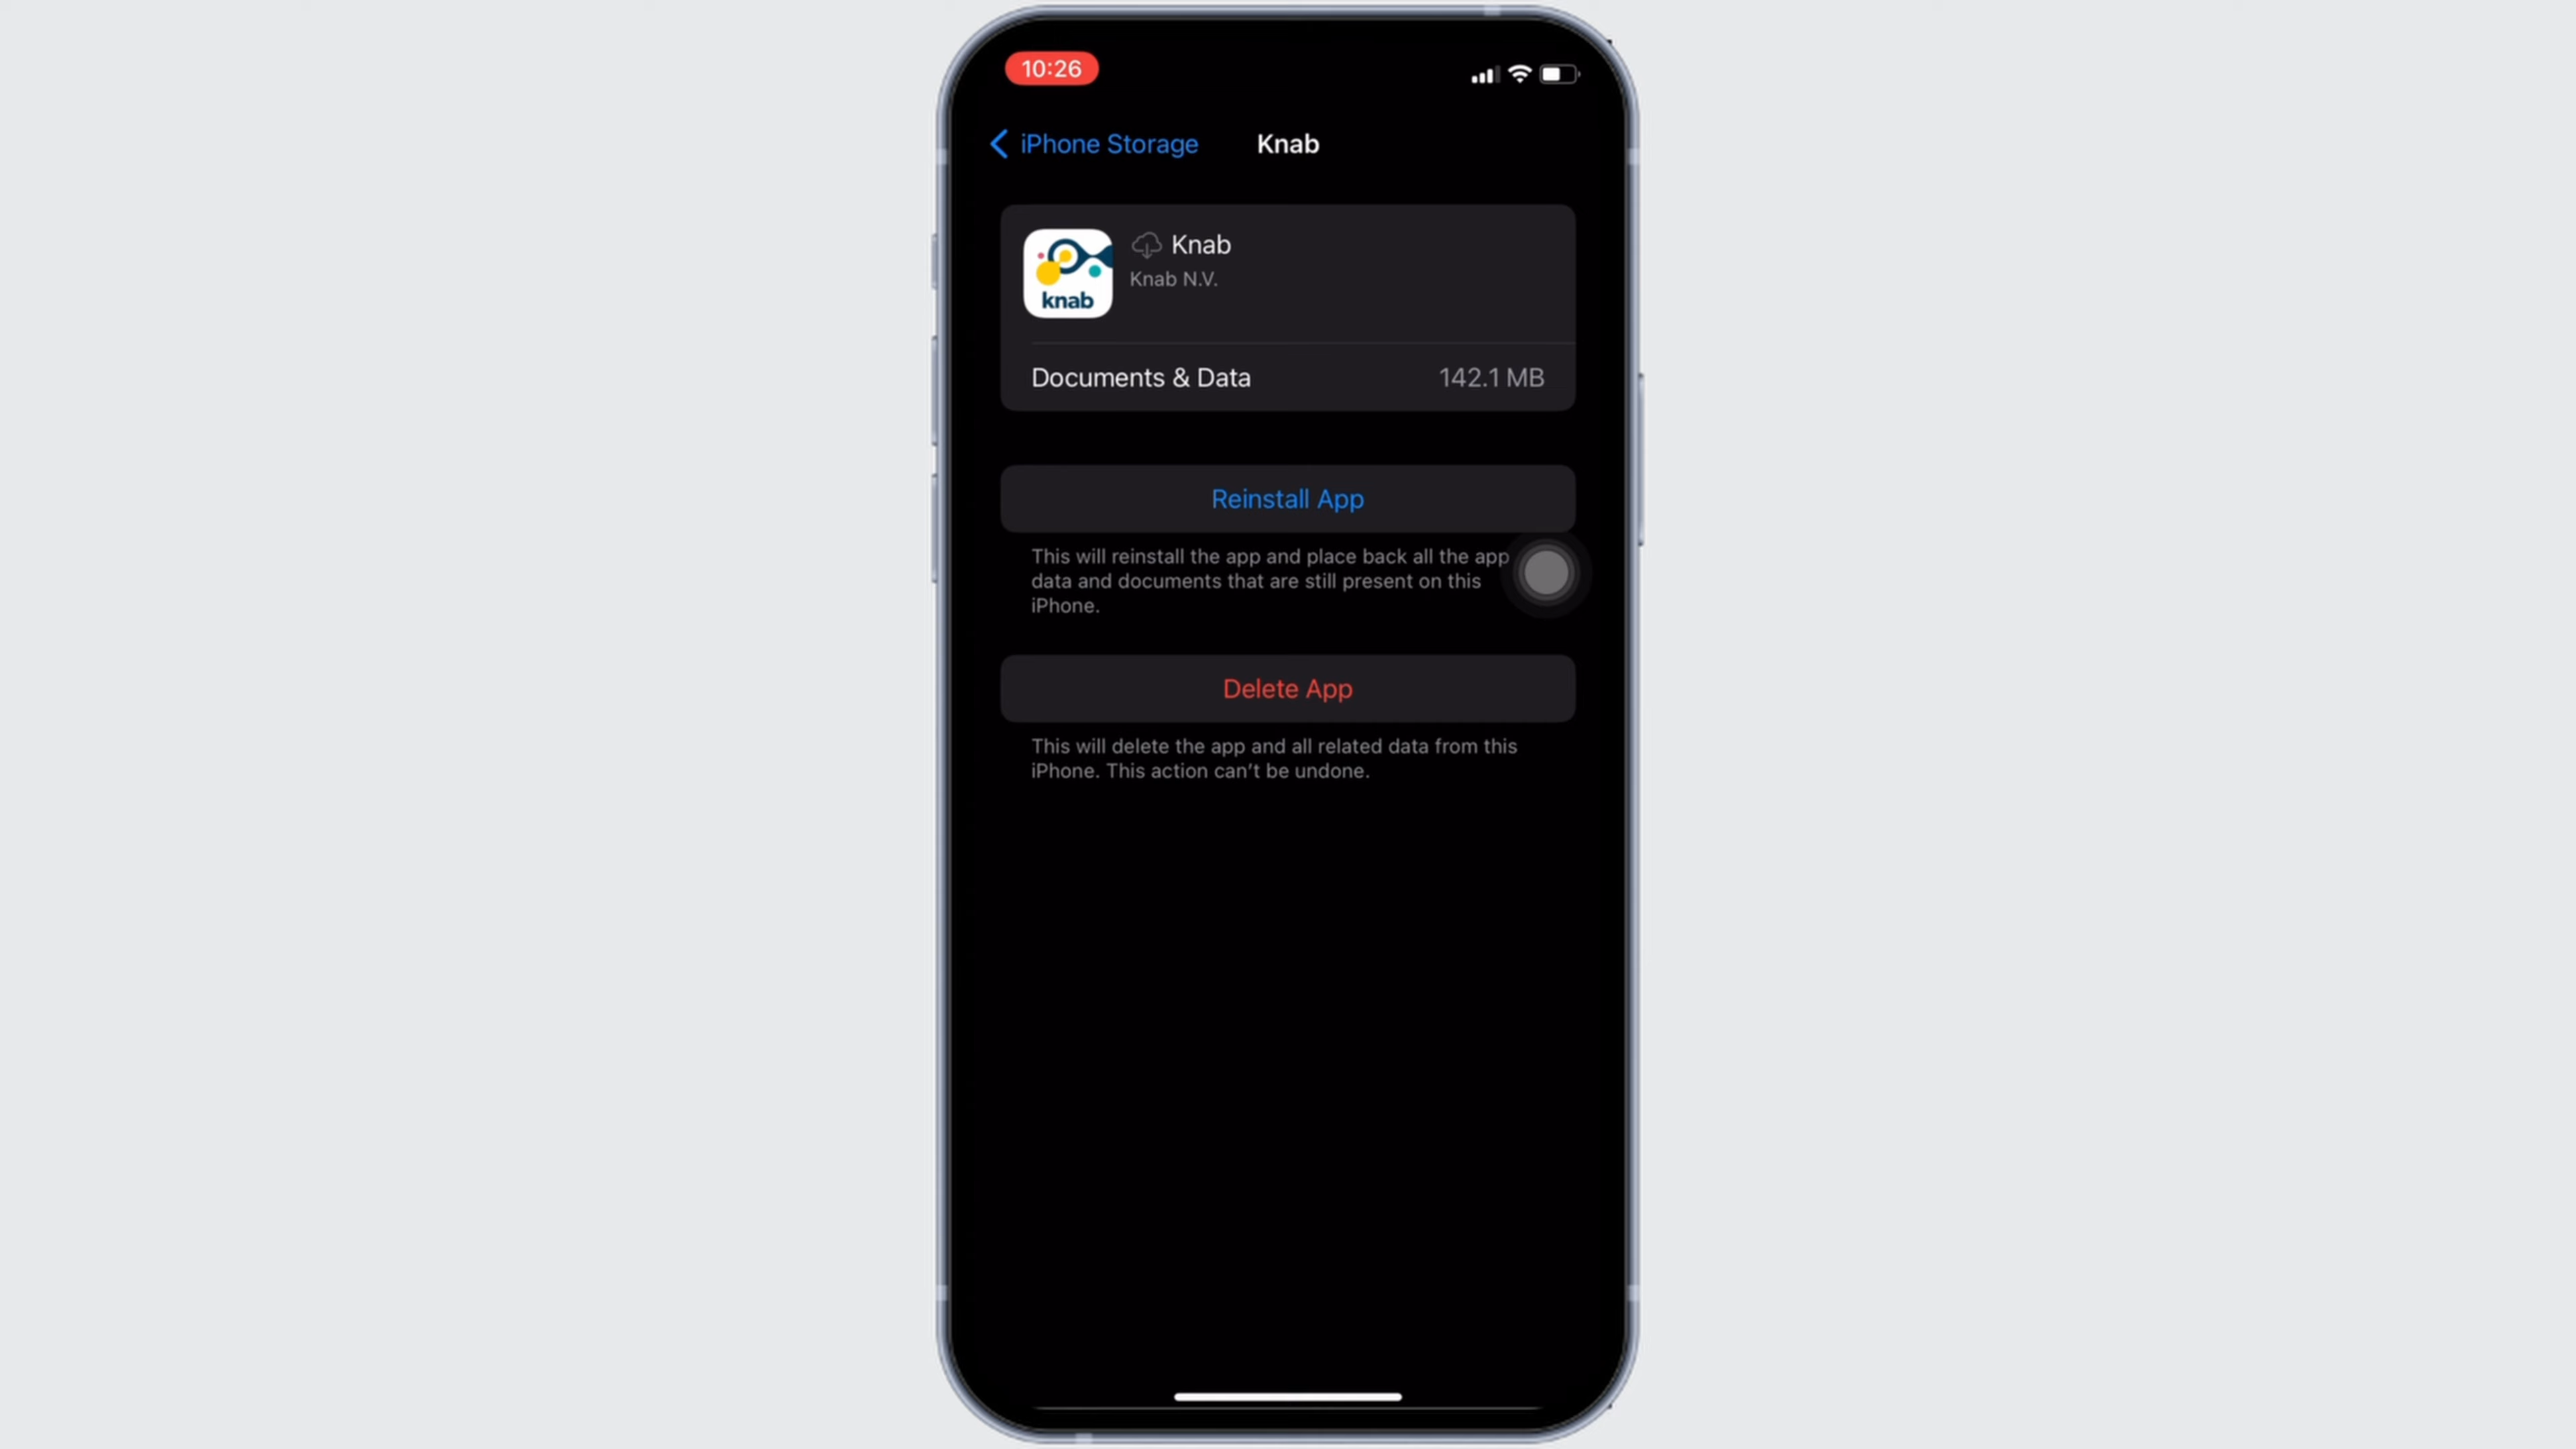 10:26
iPhone Storage
Knab
knab
Knab
Knab N.V.
Documents & Data 142.1 MB
Reinstall App
This will reinstall the app and place back all the app
data and documents that are still present on this
iPhone.
Delete App
This will delete the app and all related data from this
iPhone. This action can't be undone.